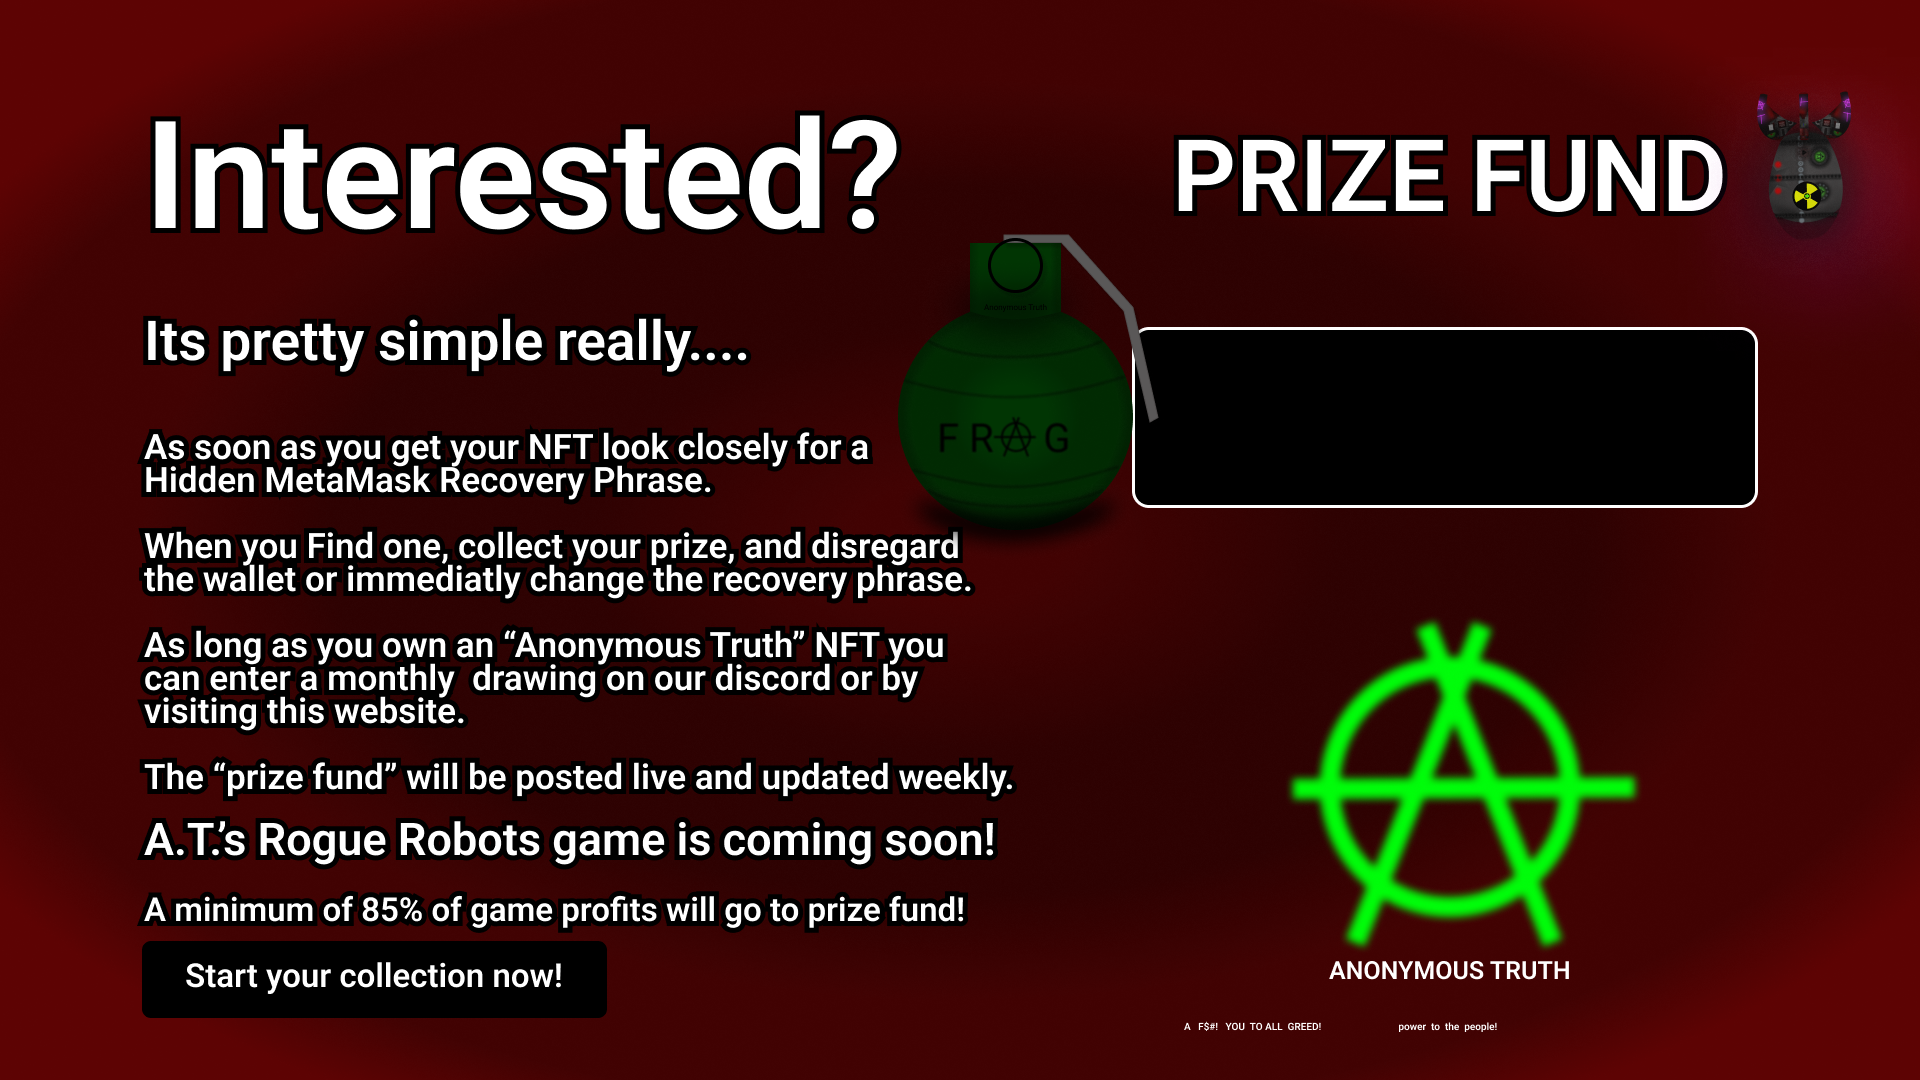 Interested?
PRIZE FUND
Its pretty simple really....
Anonymous Truth
F R A G
As soon as you get your NFT look closely for a
Hidden MetaMask Recovery Phrase.
When you Find one, collect your prize, and disregard
the wallet or immediatly change the recovery phrase.
As long as you own an “Anonymous Truth” NFT you
can enter a monthly  drawing on our discord or by
visiting this website.
The “prize fund” will be posted live and updated weekly.
A.T.’s Rogue Robots game is coming soon!
A minimum of 85% of game profits will go to prize fund!
Start your collection now!
ANONYMOUS TRUTH
A F$#! YOU TO ALL GREED!
power to the people!